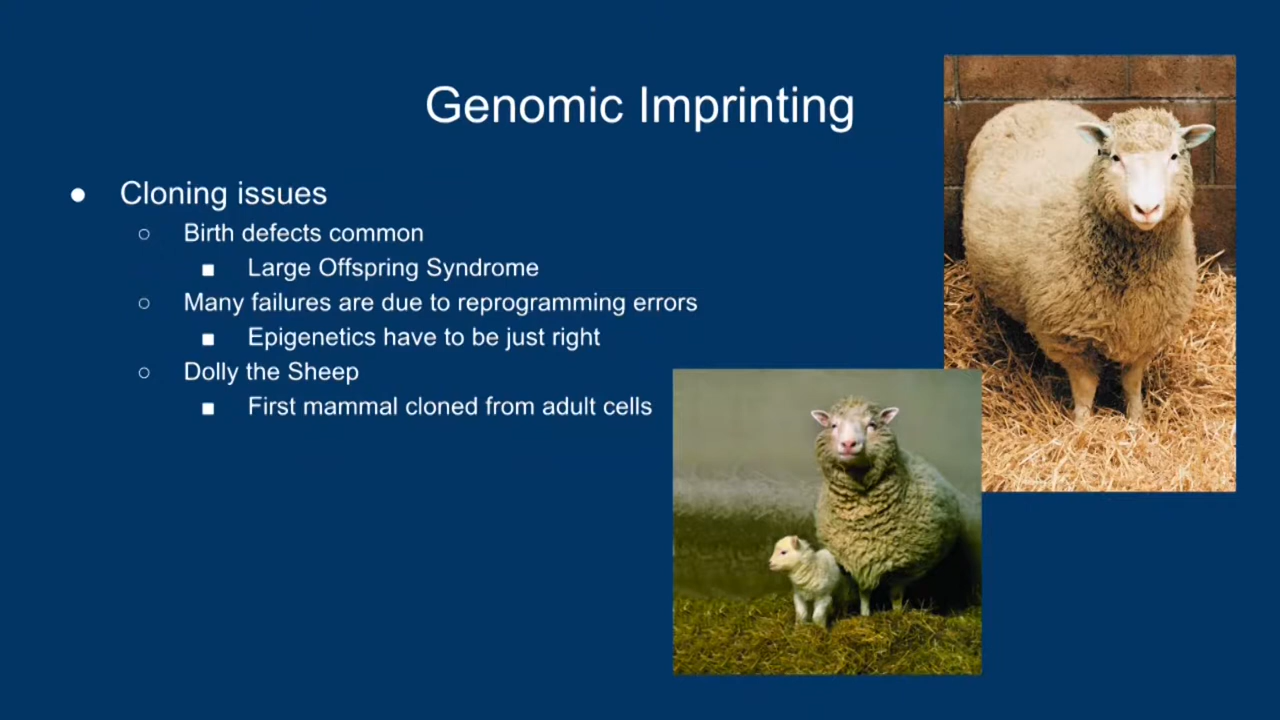 Genomic Imprinting
● Cloning issues
○ Birth defects common
■ Large Offspring Syndrome
○ Many failures are due to reprogramming errors
■ Epigenetics have to be just right
○ Dolly the Sheep
■ First mammal cloned from adult cells